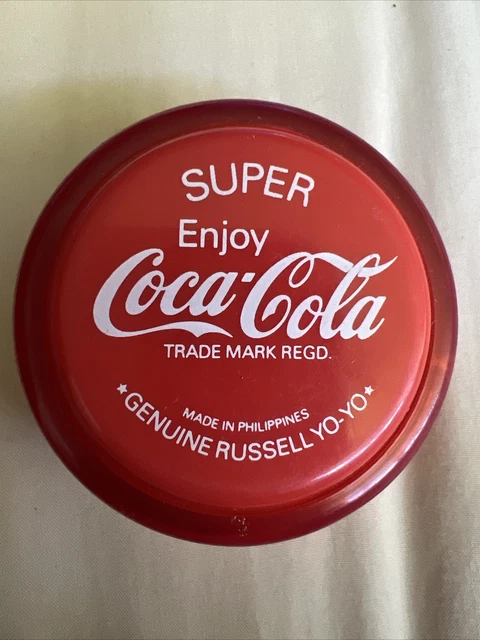 SUPER
Enjoy
Coca-Cola
TRADE MARK REGD.
MADE IN PHILIPPINES
★GENUINE RUSSELL YO-YO★